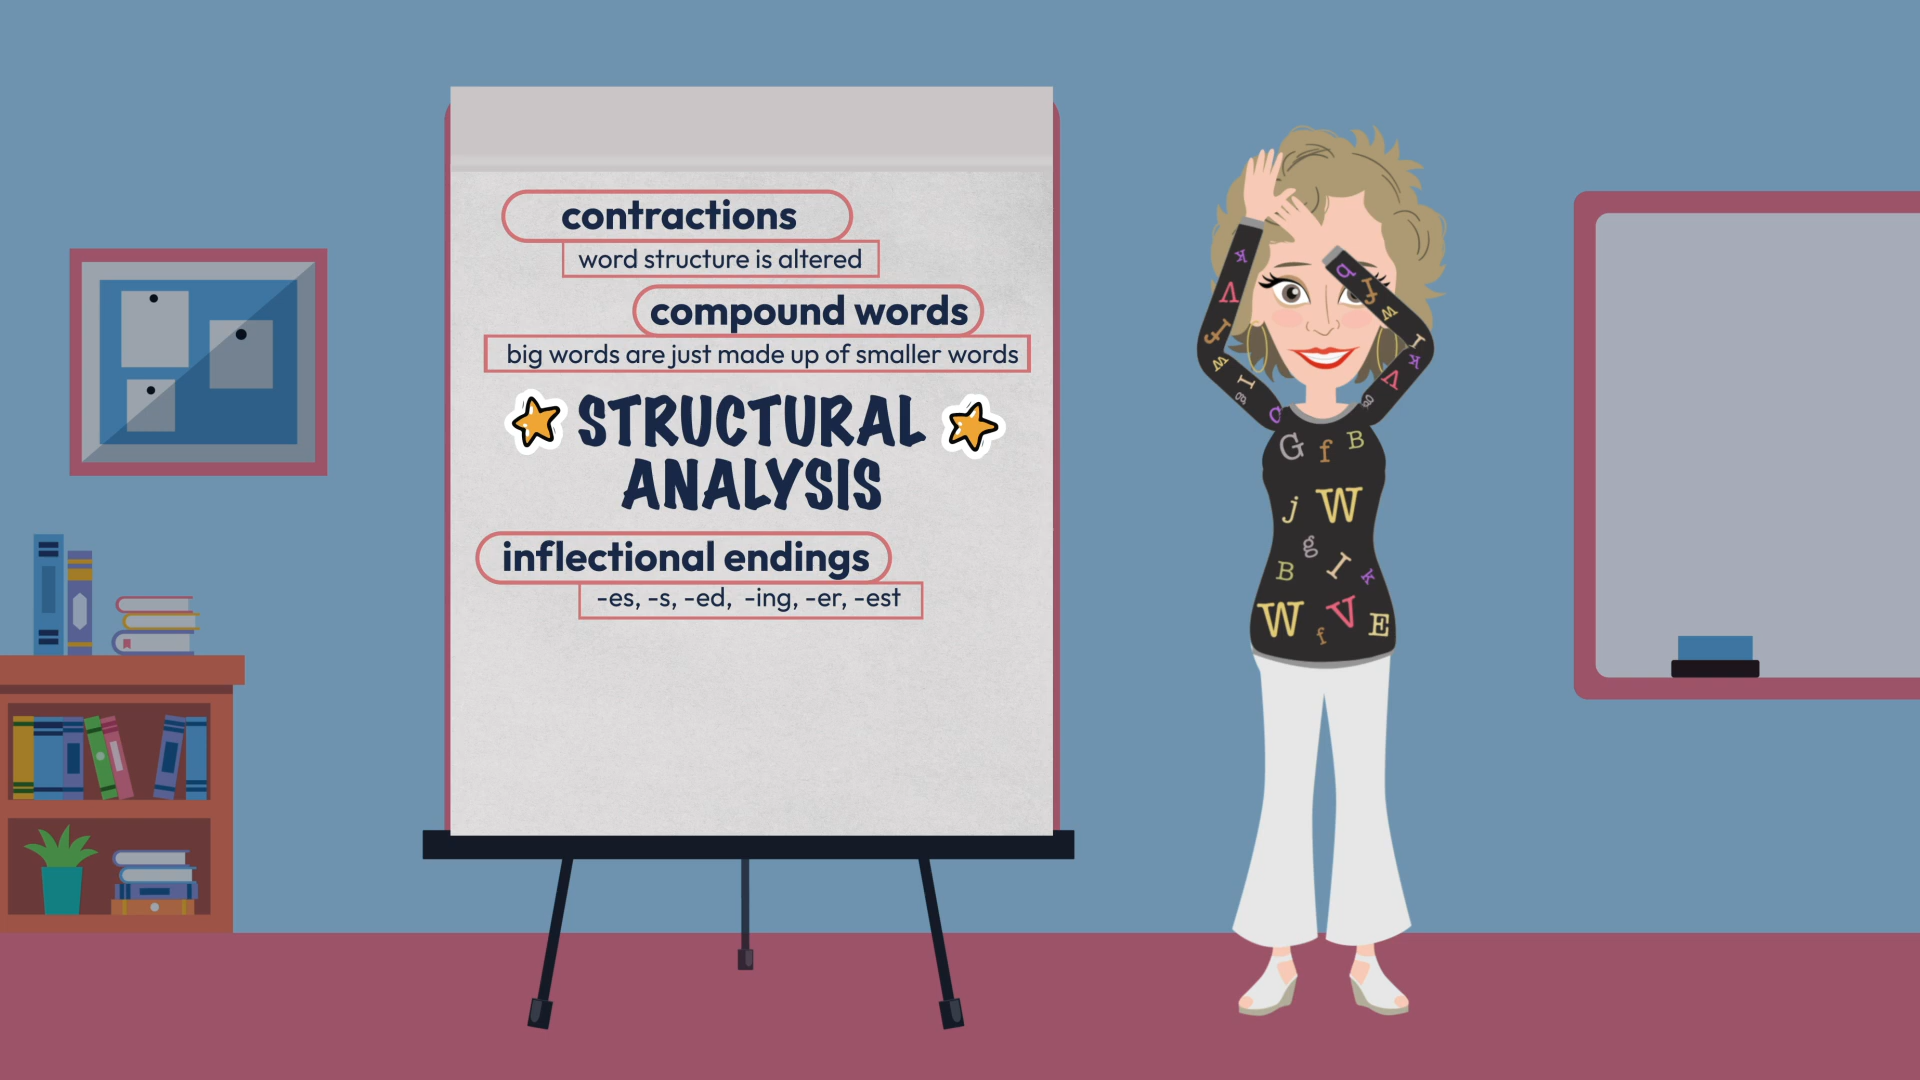 contractions
word structure is altered
compound words
big words are just made up of smaller words
STRUCTURAL
ANALYSIS
inflectional endings
-es, -s, -ed, -ing, -er, -est
G f B
j W
g
B I k
W f V E